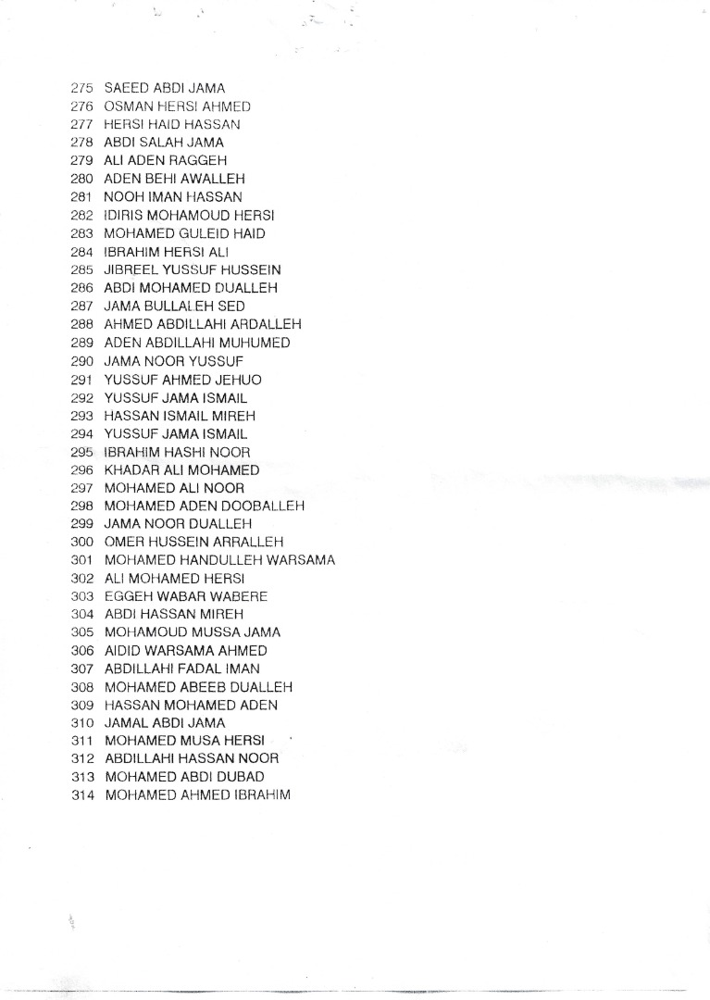 275 SAEED ABDI JAMA
276 OSMAN HERSI AHMED
277 HERSI HAID HASSAN
278 ABDI SALAH JAMA
279 ALI ADEN RAGGEH
280 ADEN BEHI AWALLEH
281 NOOH IMAN HASSAN
282 IDIRIS MOHAMOUD HERSI
283 MOHAMED GULEID HAID
284 IBRAHIM HERSI ALI
285 JIBREEL YUSSUF HUSSEIN
286 ABDI MOHAMED DUALLEH
287 JAMA BULLALEH SED
288 AHMED ABDILLAHI ARDALLEH
289 ADEN ABDILLAHI MUHUMED
290 JAMA NOOR YUSSUF
291 YUSSUF AHMED JEHUO
292 YUSSUF JAMA ISMAIL
293 HASSAN ISMAIL MIREH
294 YUSSUF JAMA ISMAIL
295 IBRAHIM HASHI NOOR
296 KHADAR ALI MOHAMED
297 MOHAMED ALI NOOR
298 MOHAMED ADEN DOOBALLEH
299 JAMA NOOR DUALLEH
300 OMER HUSSEIN ARRALLEH
301 MOHAMED HANDULLEH WARSAMA
302 ALI MOHAMED HERSI
303 EGGEH WABAR WABERE
304 ABDI HASSAN MIREH
305 MOHAMOUD MUSSA JAMA
306 AIDID WARSAMA AHMED
307 ABDILLAHI FADAL IMAN
308 MOHAMED ABEEB DUALLEH
309 HASSAN MOHAMED ADEN
310 JAMAL ABDI JAMA
311 MOHAMED MUSA HERSI
312 ABDILLAHI HASSAN NOOR
313 MOHAMED ABDI DUBAD
314 MOHAMED AHMED IBRAHIM